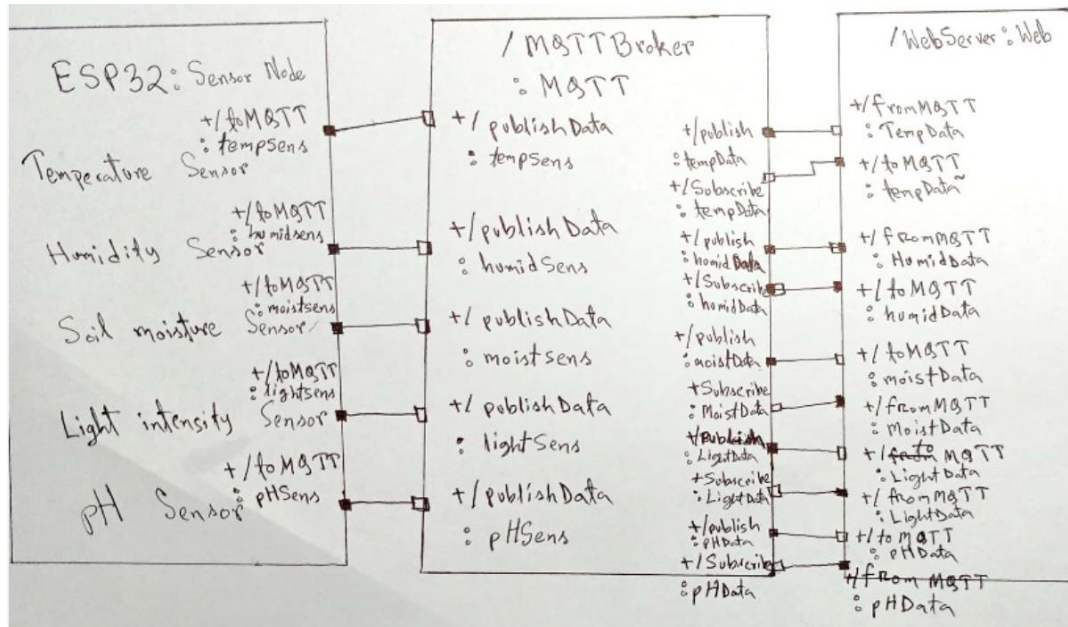 ESP32: Sensor Node
+/toMQTT
: tempSens
Temperature Sensor
+/toMQTT
: humidsens
Humidity Sensor
+/toMQTT
: moistsens
Soil moisture Sensor
+/toMQTT
: lightsens
Light intensity Sensor
+/toMQTT
: pHSens
pH Sensor
/MQTTBroker
: MQTT
+/publishData
: tempSens
+/publishData
: humidSens
+/publishData
: moistSens
+/publishData
: lightSens
+/publishData
: pHSens
+/publish
: tempData
+/Subscribe
: tempData
+/publish
: humidData
+/Subscribe
: humidData
+/publish
: moistData
+Subscribe
: MoistData
+/Publish
: LightData
+Subscribe
: LightData
+/publish
: pHData
+/Subscribe
: pHData
/WebServer: Web
+/fromMQTT
: TempData
+/toMQTT
: tempData
+/fromMQTT
: HumidData
+/toMQTT
: humidData
+/toMQTT
: moistData
+/fromMQTT
: MoistData
+/to MQTT
: LightData
+/fromMQTT
: LightData
+/toMQTT
: pHData
+/from MQTT
: pHData